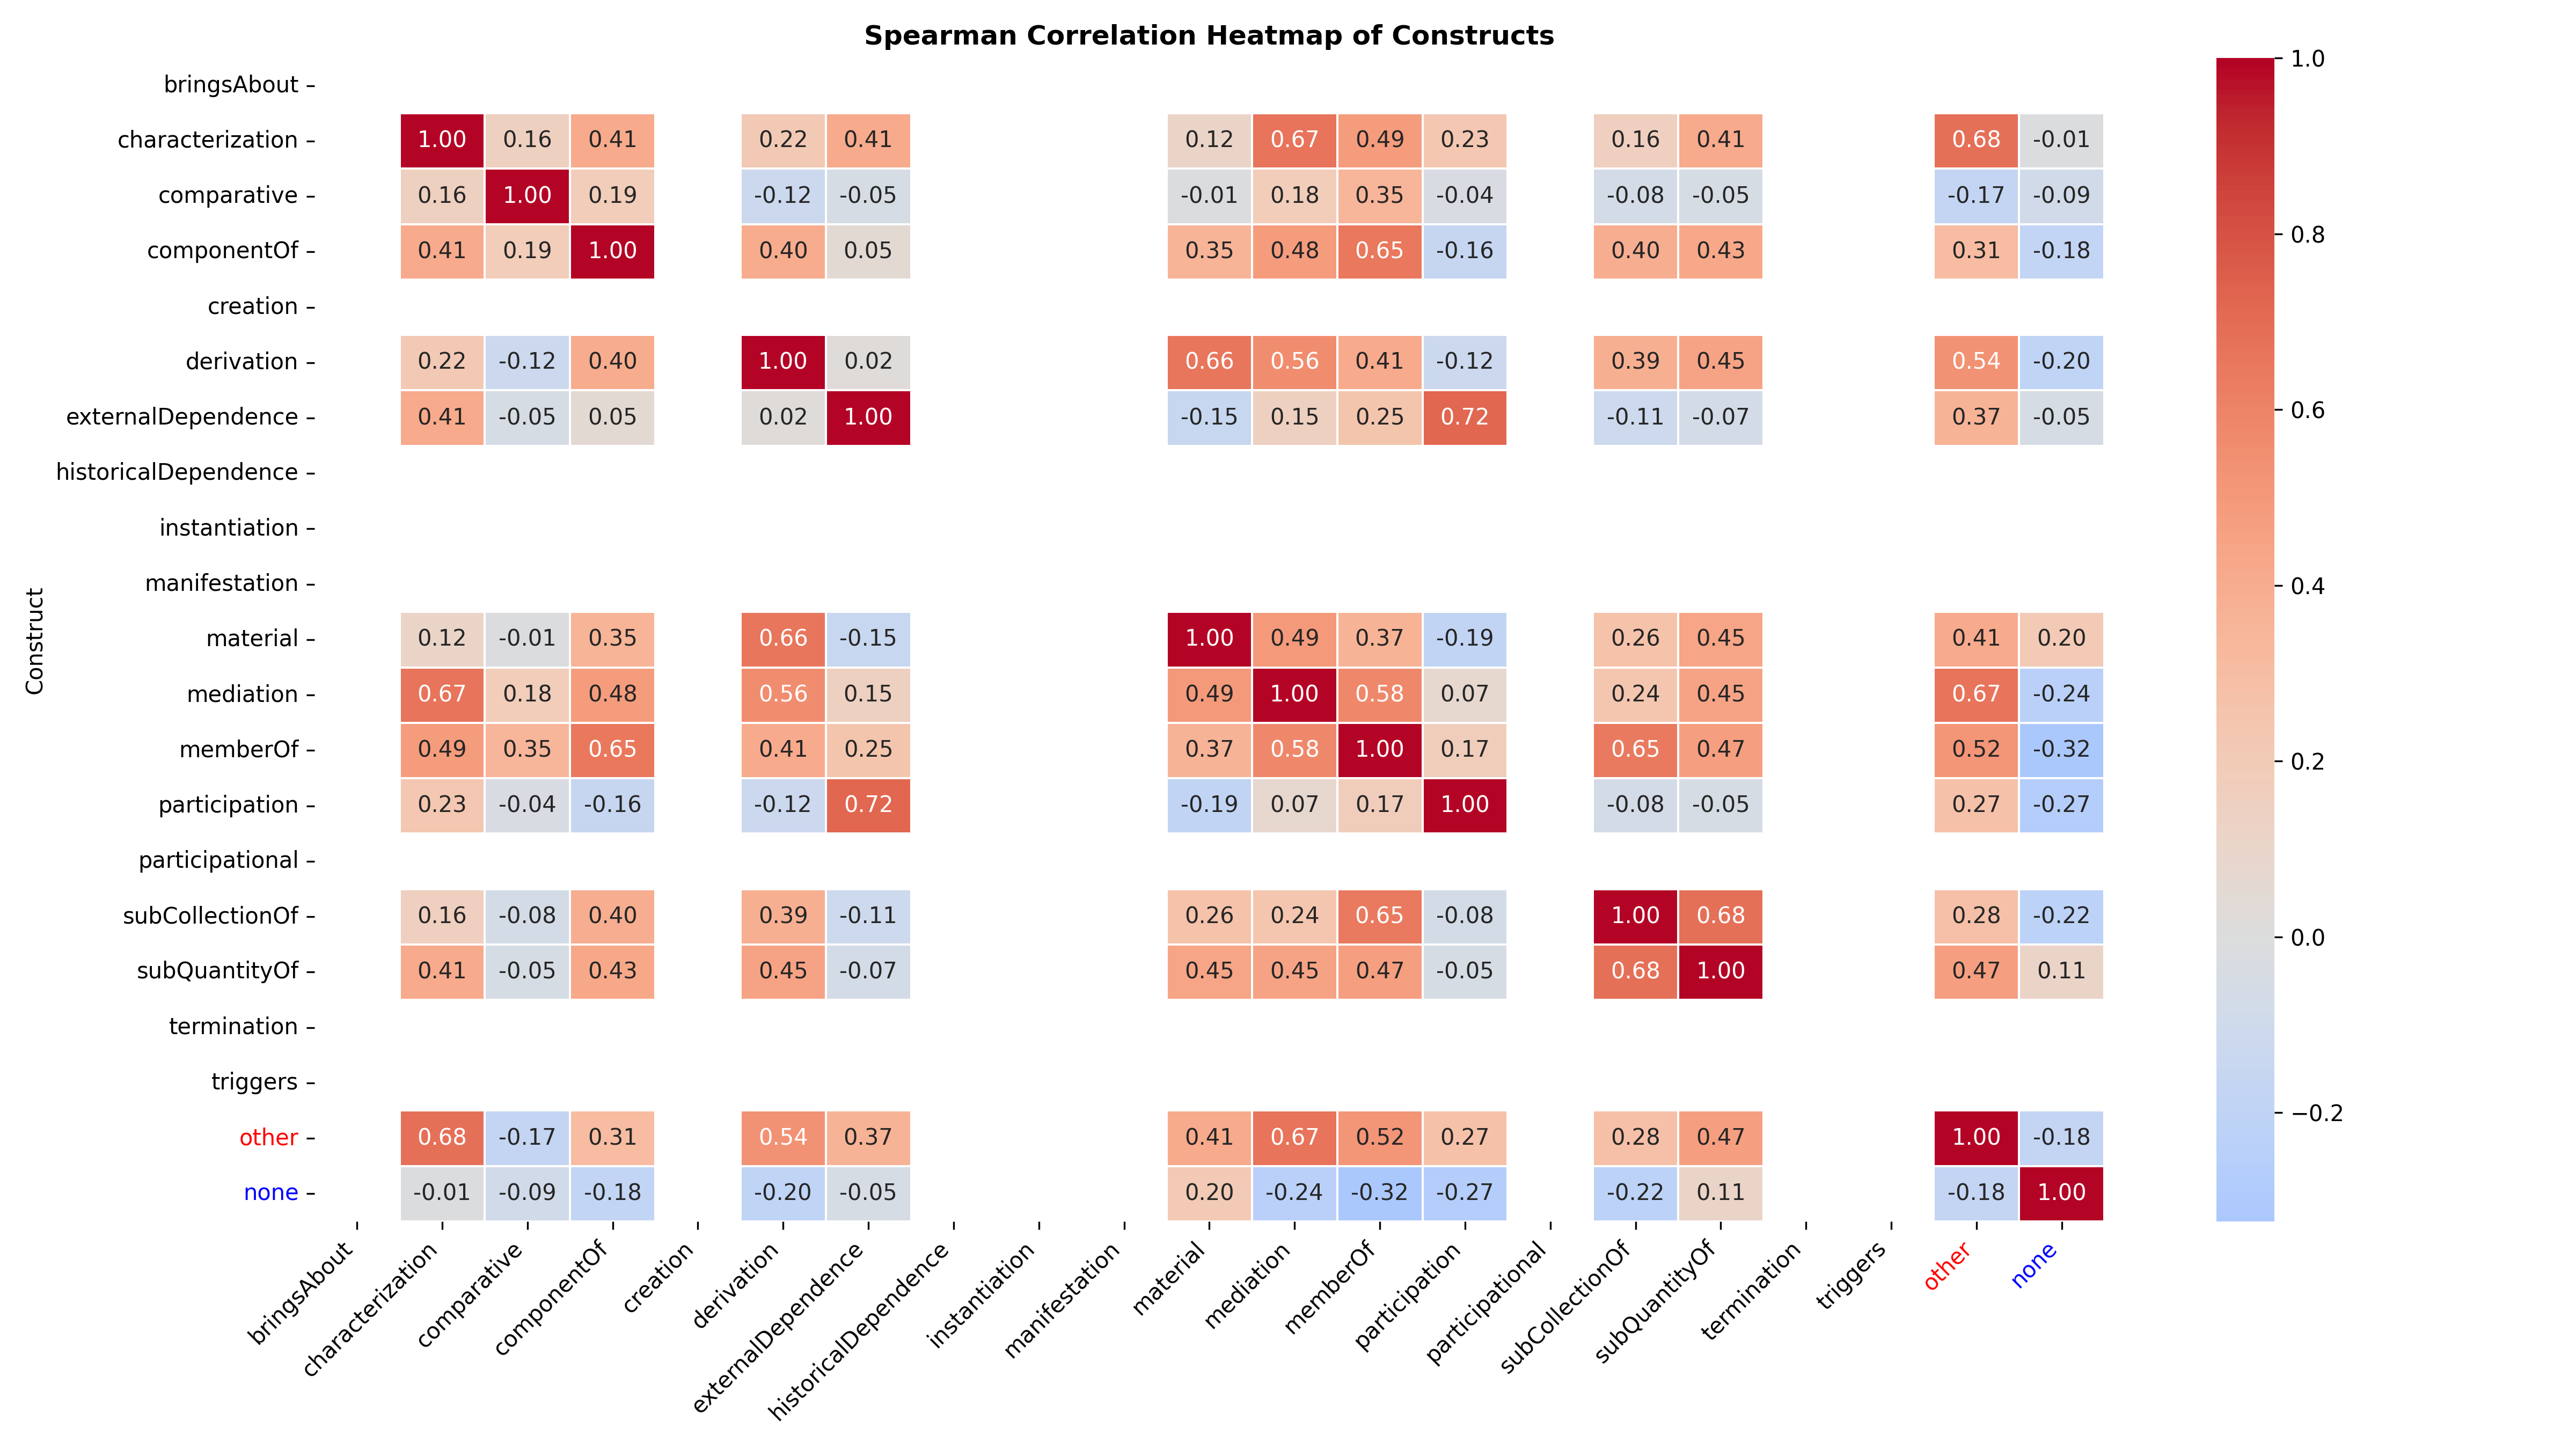 Spearman Correlation Heatmap of Constructs
Construct
bringsAbout
characterization 1.00 0.16 0.41 0.22 0.41 0.12 0.67 0.49 0.23 0.16 0.41 0.68 -0.01
comparative 0.16 1.00 0.19 -0.12 -0.05 -0.01 0.18 0.35 -0.04 -0.08 -0.05 -0.17 -0.09
componentOf 0.41 0.19 1.00 0.40 0.05 0.35 0.48 0.65 -0.16 0.40 0.43 0.31 -0.18
creation
derivation 0.22 -0.12 0.40 1.00 0.02 0.66 0.56 0.41 -0.12 0.39 0.45 0.54 -0.20
externalDependence 0.41 -0.05 0.05 0.02 1.00 -0.15 0.15 0.25 0.72 -0.11 -0.07 0.37 -0.05
historicalDependence
instantiation
manifestation
material 0.12 -0.01 0.35 0.66 -0.15 1.00 0.49 0.37 -0.19 0.26 0.45 0.41 0.20
mediation 0.67 0.18 0.48 0.56 0.15 0.49 1.00 0.58 0.07 0.24 0.45 0.67 -0.24
memberOf 0.49 0.35 0.65 0.41 0.25 0.37 0.58 1.00 0.17 0.65 0.47 0.52 -0.32
participation 0.23 -0.04 -0.16 -0.12 0.72 -0.19 0.07 0.17 1.00 -0.08 -0.05 0.27 -0.27
participational
subCollectionOf 0.16 -0.08 0.40 0.39 -0.11 0.26 0.24 0.65 -0.08 1.00 0.68 0.28 -0.22
subQuantityOf 0.41 -0.05 0.43 0.45 -0.07 0.45 0.45 0.47 -0.05 0.68 1.00 0.47 0.11
termination
triggers
other 0.68 -0.17 0.31 0.54 0.37 0.41 0.67 0.52 0.27 0.28 0.47 1.00 -0.18
none -0.01 -0.09 -0.18 -0.20 -0.05 0.20 -0.24 -0.32 -0.27 -0.22 0.11 -0.18 1.00
bringsAbout
characterization
comparative
componentOf
creation
derivation
externalDependence
historicalDependence
instantiation
manifestation
material
mediation
memberOf
participation
participational
subCollectionOf
subQuantityOf
termination
triggers
other
none
1.0
0.8
0.6
0.4
0.2
0.0
−0.2